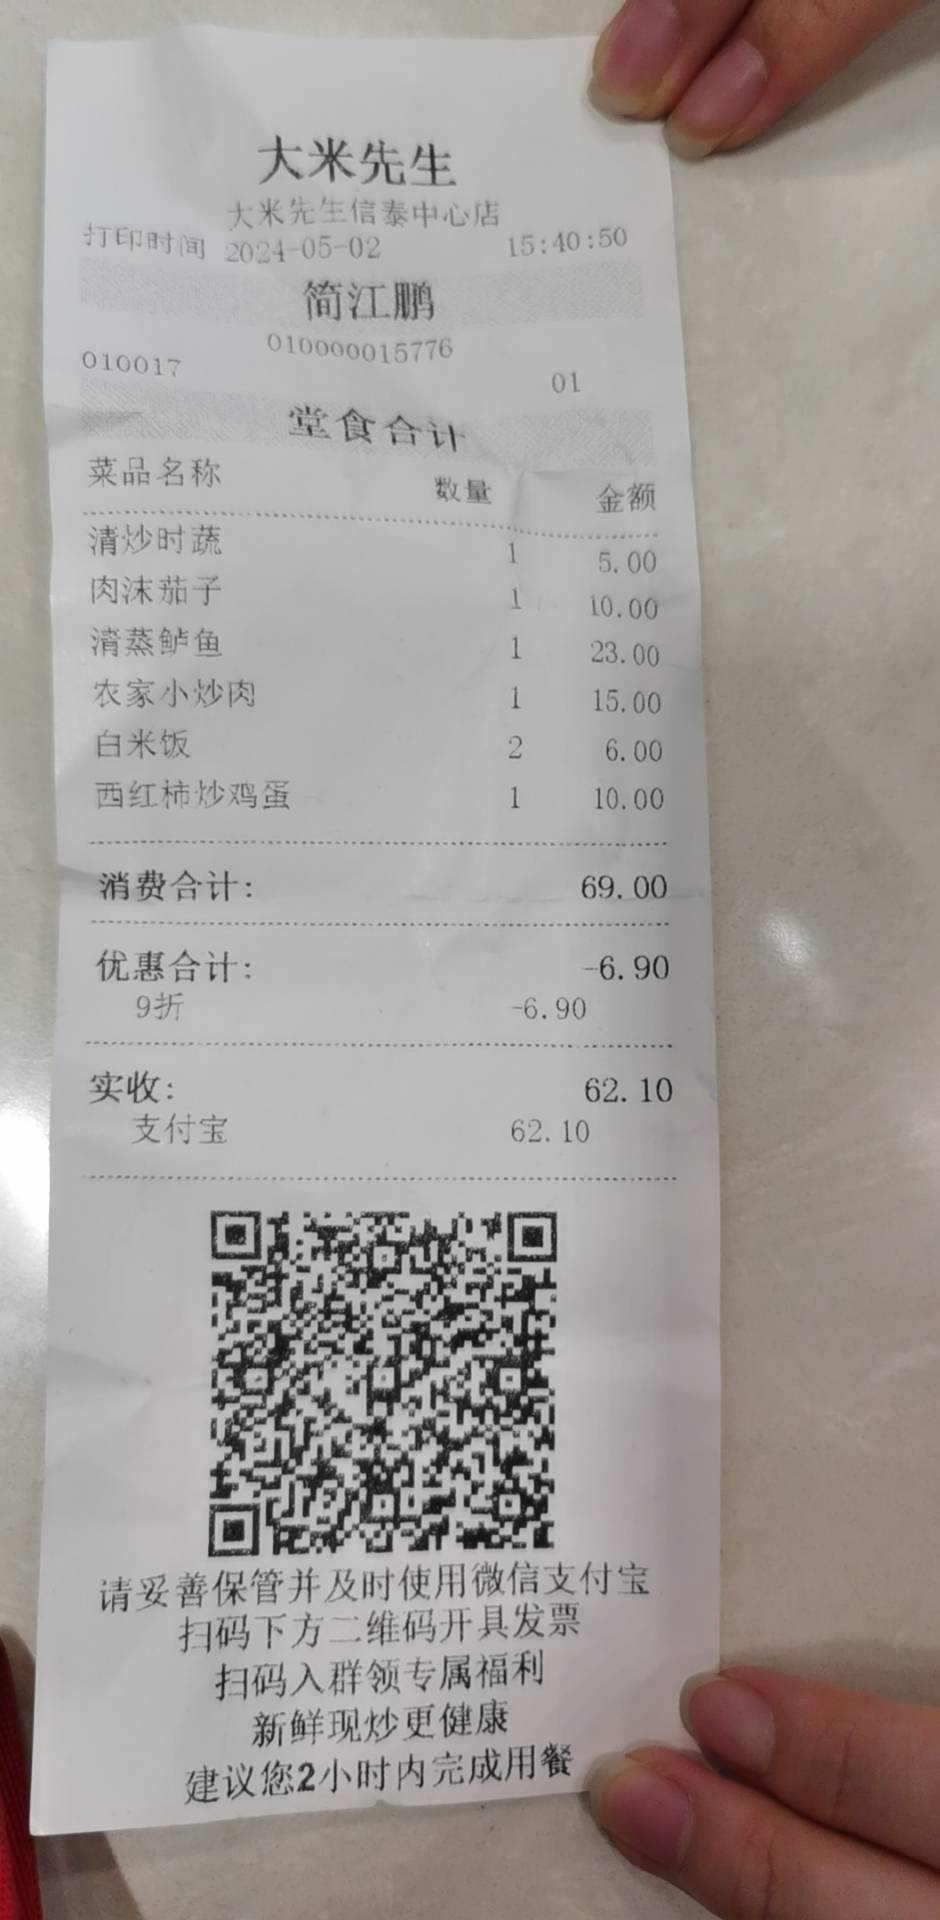 大米先生
大米先生信泰中心店
打印时间 2024-05-02 15:40:50
简江鹏
010000015776
010017 01
堂食合计
菜品名称 数量 金额
清炒时蔬 1 5.00
肉沫茄子 1 10.00
清蒸鲈鱼 1 23.00
农家小炒肉 1 15.00
白米饭 2 6.00
西红柿炒鸡蛋 1 10.00
消费合计: 69.00
优惠合计: -6.90
9折 -6.90
实收: 62.10
支付宝 62.10
请妥善保管并及时使用微信支付宝
扫码下方二维码开具发票
扫码入群领专属福利
新鲜现炒更健康
建议您2小时内完成用餐